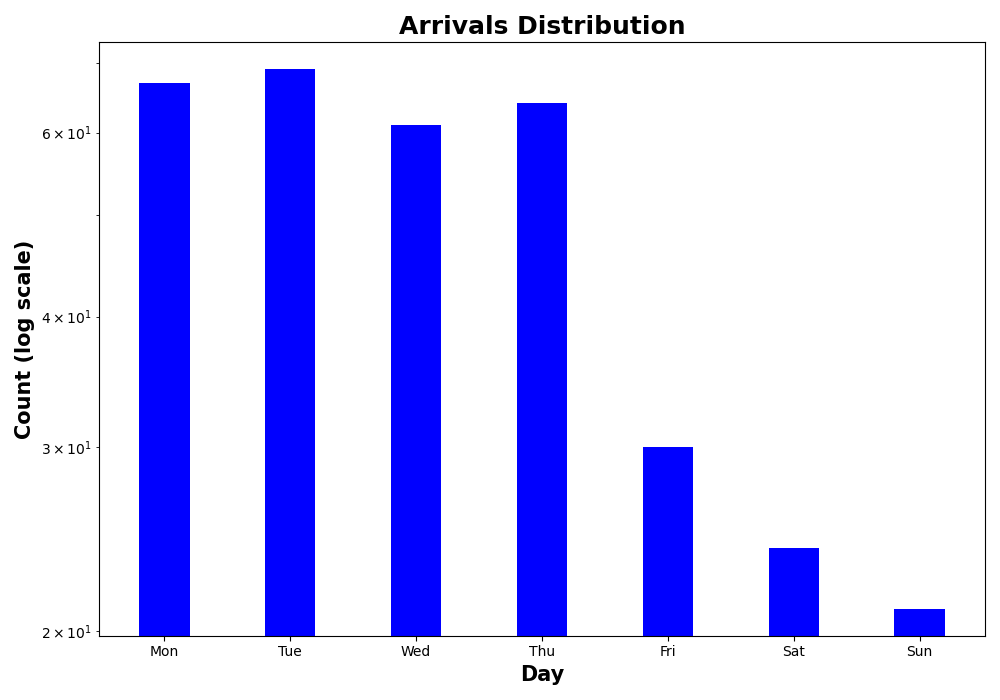 Arrivals Distribution
Count (log scale)
6 × 10¹
4 × 10¹
3 × 10¹
2 × 10¹
Mon Tue Wed Thu Fri Sat Sun
Day